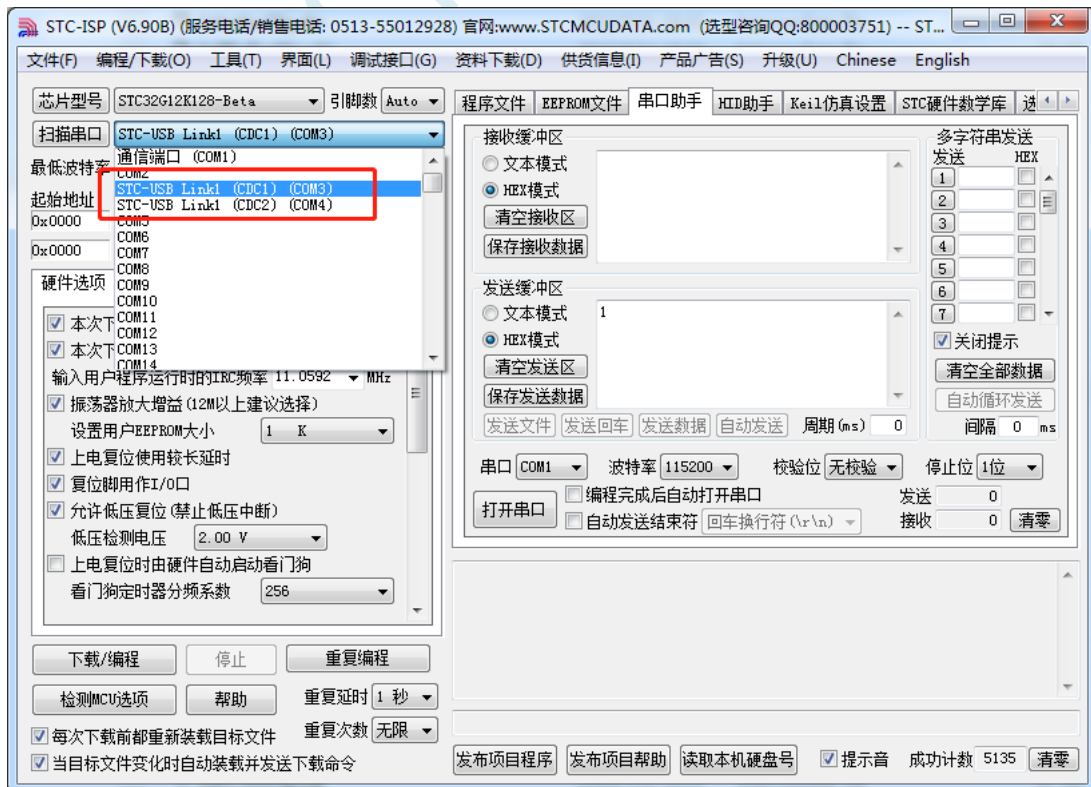 STC-ISP (V6.90B) (服务电话/销售电话: 0513-55012928) 官网:www.STCMCUDATA.com (选型咨询QQ:800003751) -- ST...
文件(F) 编程/下载(O) 工具(T) 界面(L) 调试接口(G) 资料下载(D) 供货信息(I) 产品广告(S) 升级(U) Chinese English
芯片型号 STC32G12K128-Beta 引脚数 Auto
扫描串口 STC-USB Link1 (CDC1) (COM3)
最低波特率
起始地址
0x0000
0x0000
通信端口 (COM1)
COM2
STC-USB Link1 (CDC1) (COM3)
STC-USB Link1 (CDC2) (COM4)
COM5
COM6
COM7
COM8
COM9
COM10
COM11
COM12
COM13
COM14
硬件选项
本次下
本次下
输入用户程序运行时的IRC频率 11.0592 MHz
振荡器放大增益(12M以上建议选择)
设置用户EEPROM大小 1 K
上电复位使用较长延时
复位脚用作I/O口
允许低压复位(禁止低压中断)
低压检测电压 2.00 V
上电复位时由硬件自动启动看门狗
看门狗定时器分频系数 256
下载/编程 停止 重复编程
检测MCU选项 帮助 重复延时 1 秒
每次下载前都重新装载目标文件 重复次数 无限
当目标文件变化时自动装载并发送下载命令
程序文件 EEPROM文件 串口助手 HID助手 Keil仿真设置 STC硬件数学库
接收缓冲区
文本模式
HEX模式
清空接收区
保存接收数据
发送缓冲区
文本模式 1
HEX模式
清空发送区
保存发送数据
发送文件 发送回车 发送数据 自动发送 周期(ms) 0
多字符串发送
发送 HEX
1
2
3
4
5
6
7
关闭提示
清空全部数据
自动循环发送
间隔 0 ms
串口 COM1 波特率 115200 校验位 无校验 停止位 1位
打开串口 编程完成后自动打开串口 发送 0
自动发送结束符 回车换行符(\r\n) 接收 0 清零
发布项目程序 发布项目帮助 读取本机硬盘号 提示音 成功计数 5135 清零